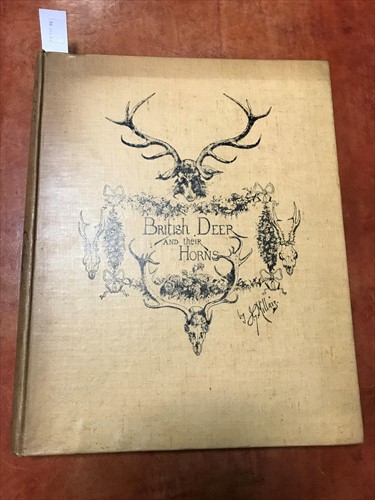 British Deer
AND their
HORNS
by J G Millais.